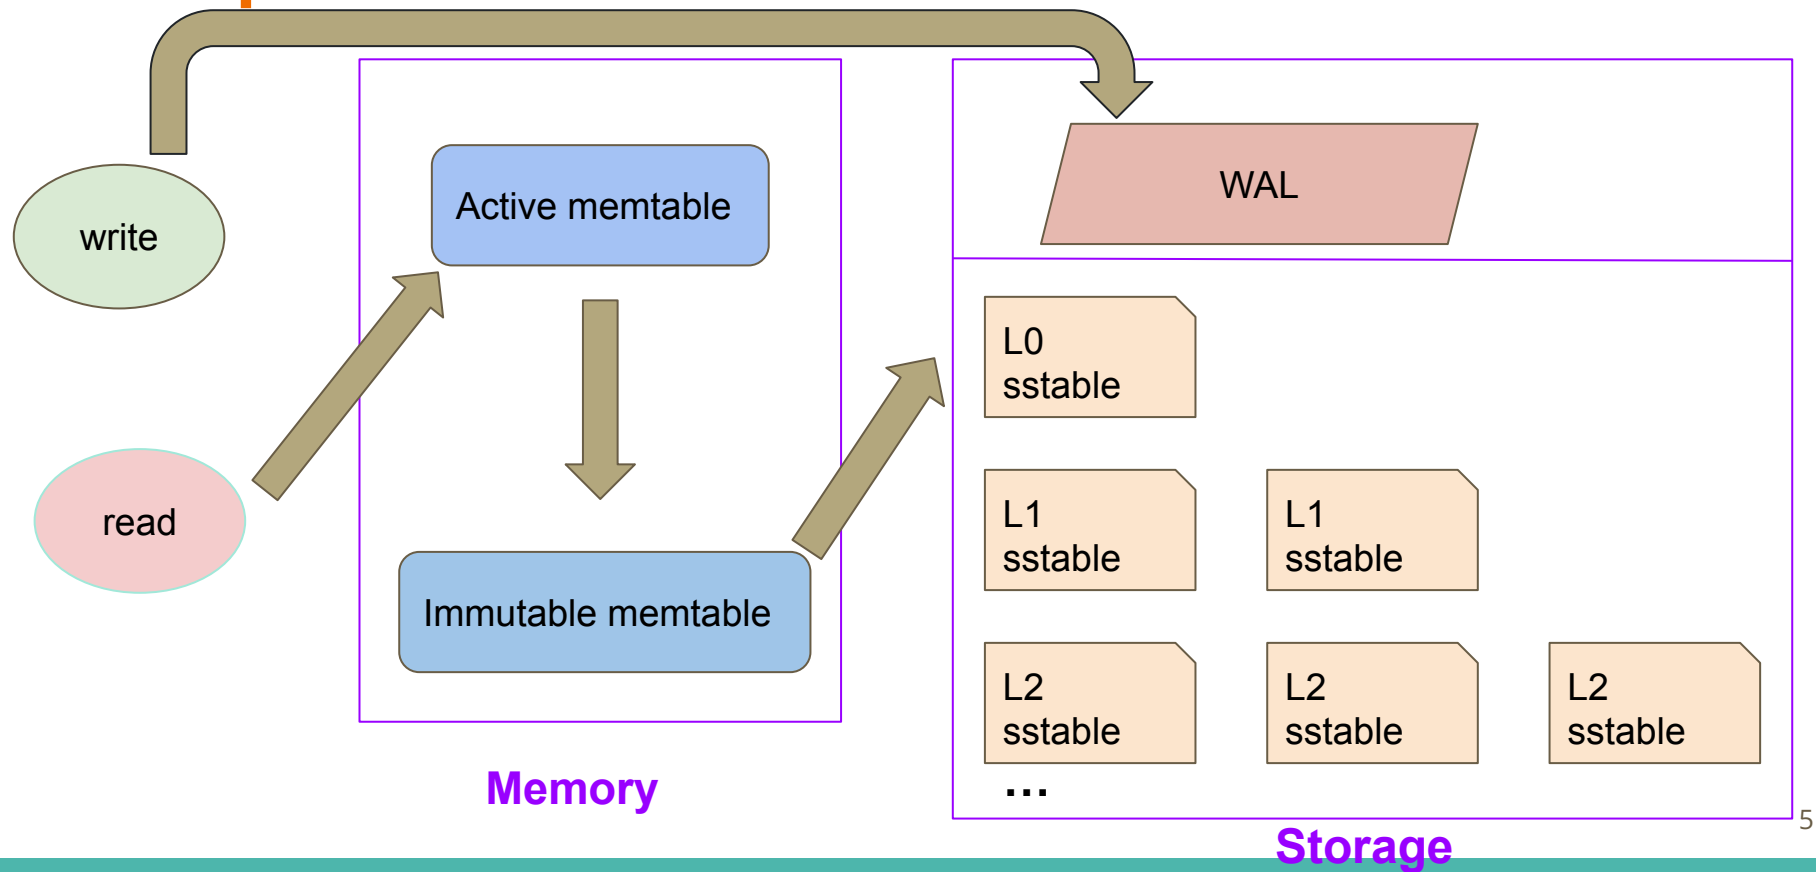 write
read
Active memtable
Immutable memtable
Memory
WAL
L0
sstable
L1
sstable
L1
sstable
L2
sstable
L2
sstable
L2
sstable
...
Storage
5